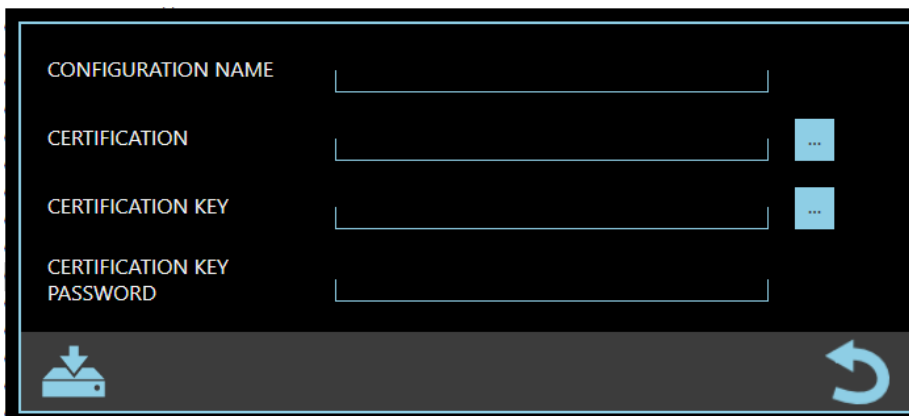 CONFIGURATION NAME
CERTIFICATION
...
CERTIFICATION KEY
...
CERTIFICATION KEY
PASSWORD